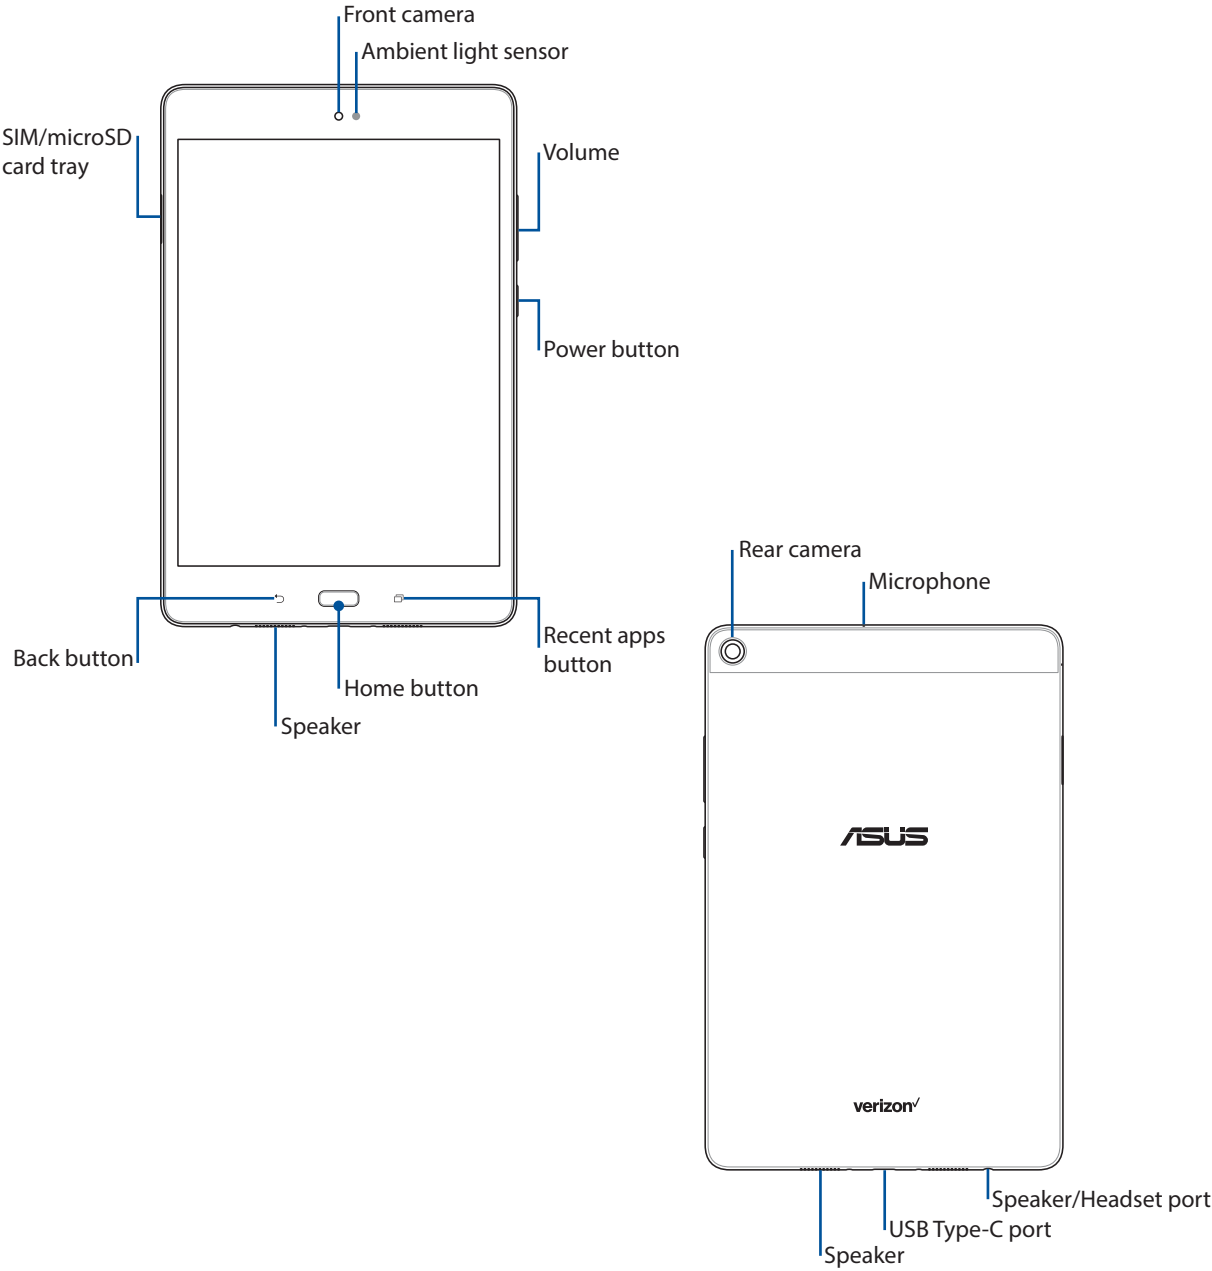 Front camera
Ambient light sensor
SIM/microSD
card tray
Volume
Power button
Back button
Home button
Recent apps
button
Speaker
Rear camera
Microphone
ASUS
verizon✓
Speaker/Headset port
USB Type-C port
Speaker